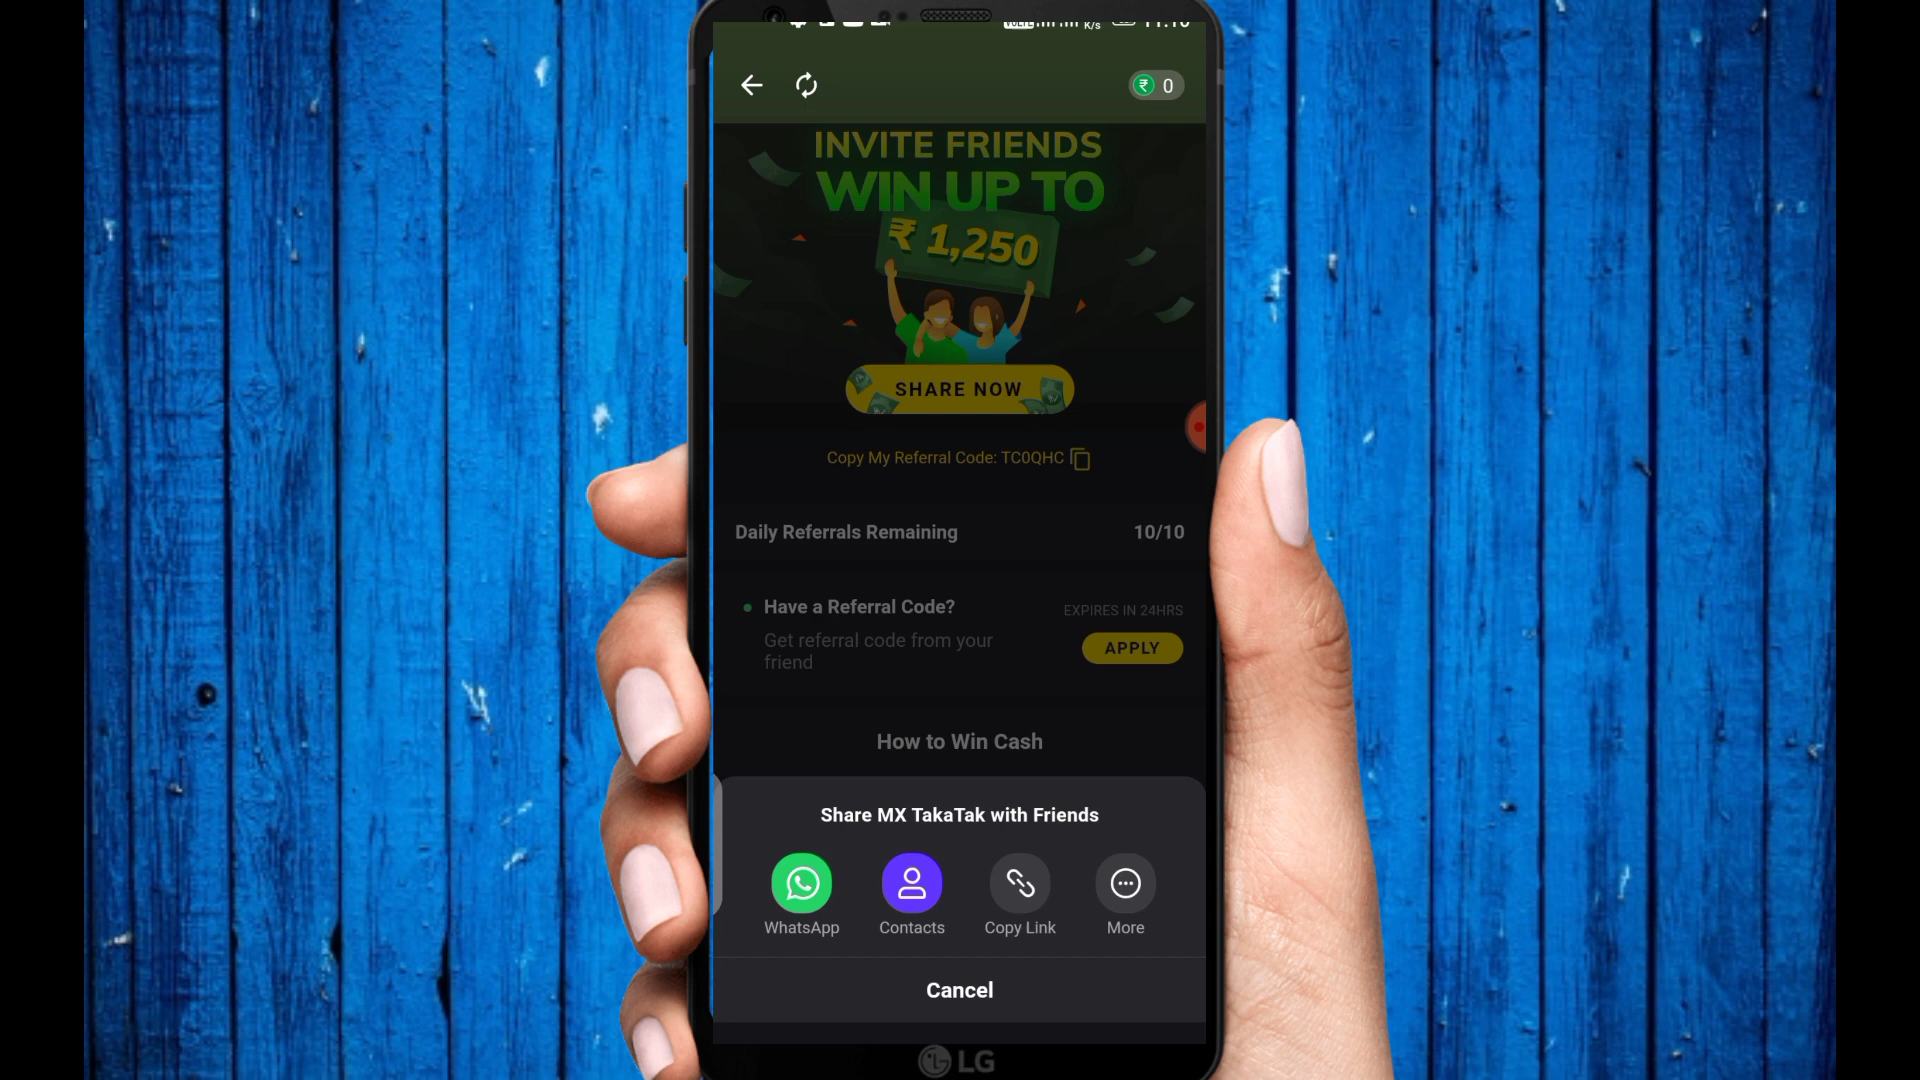 K/s
₹ 0
INVITE FRIENDS
WIN UP TO
₹ 1,250
SHARE NOW
Copy My Referral Code: TC0QHC
Daily Referrals Remaining 10/10
Have a Referral Code? EXPIRES IN 24HRS
Get referral code from your
friend
APPLY
How to Win Cash
Share MX TakaTak with Friends
WhatsApp Contacts Copy Link More
Cancel
LG